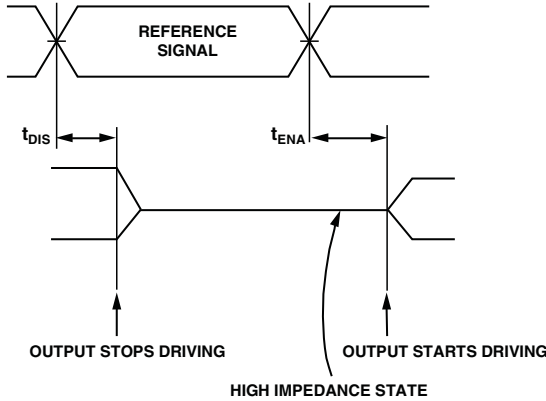 REFERENCE
SIGNAL
tDIS
tENA
OUTPUT STOPS DRIVING
OUTPUT STARTS DRIVING
HIGH IMPEDANCE STATE